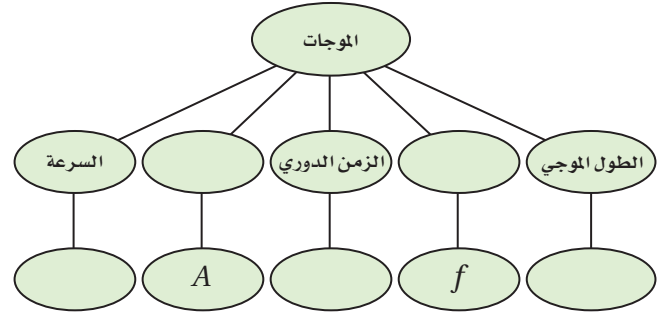 الموجات
الطول الموجي
الزمن الدوري
السرعة
f
A